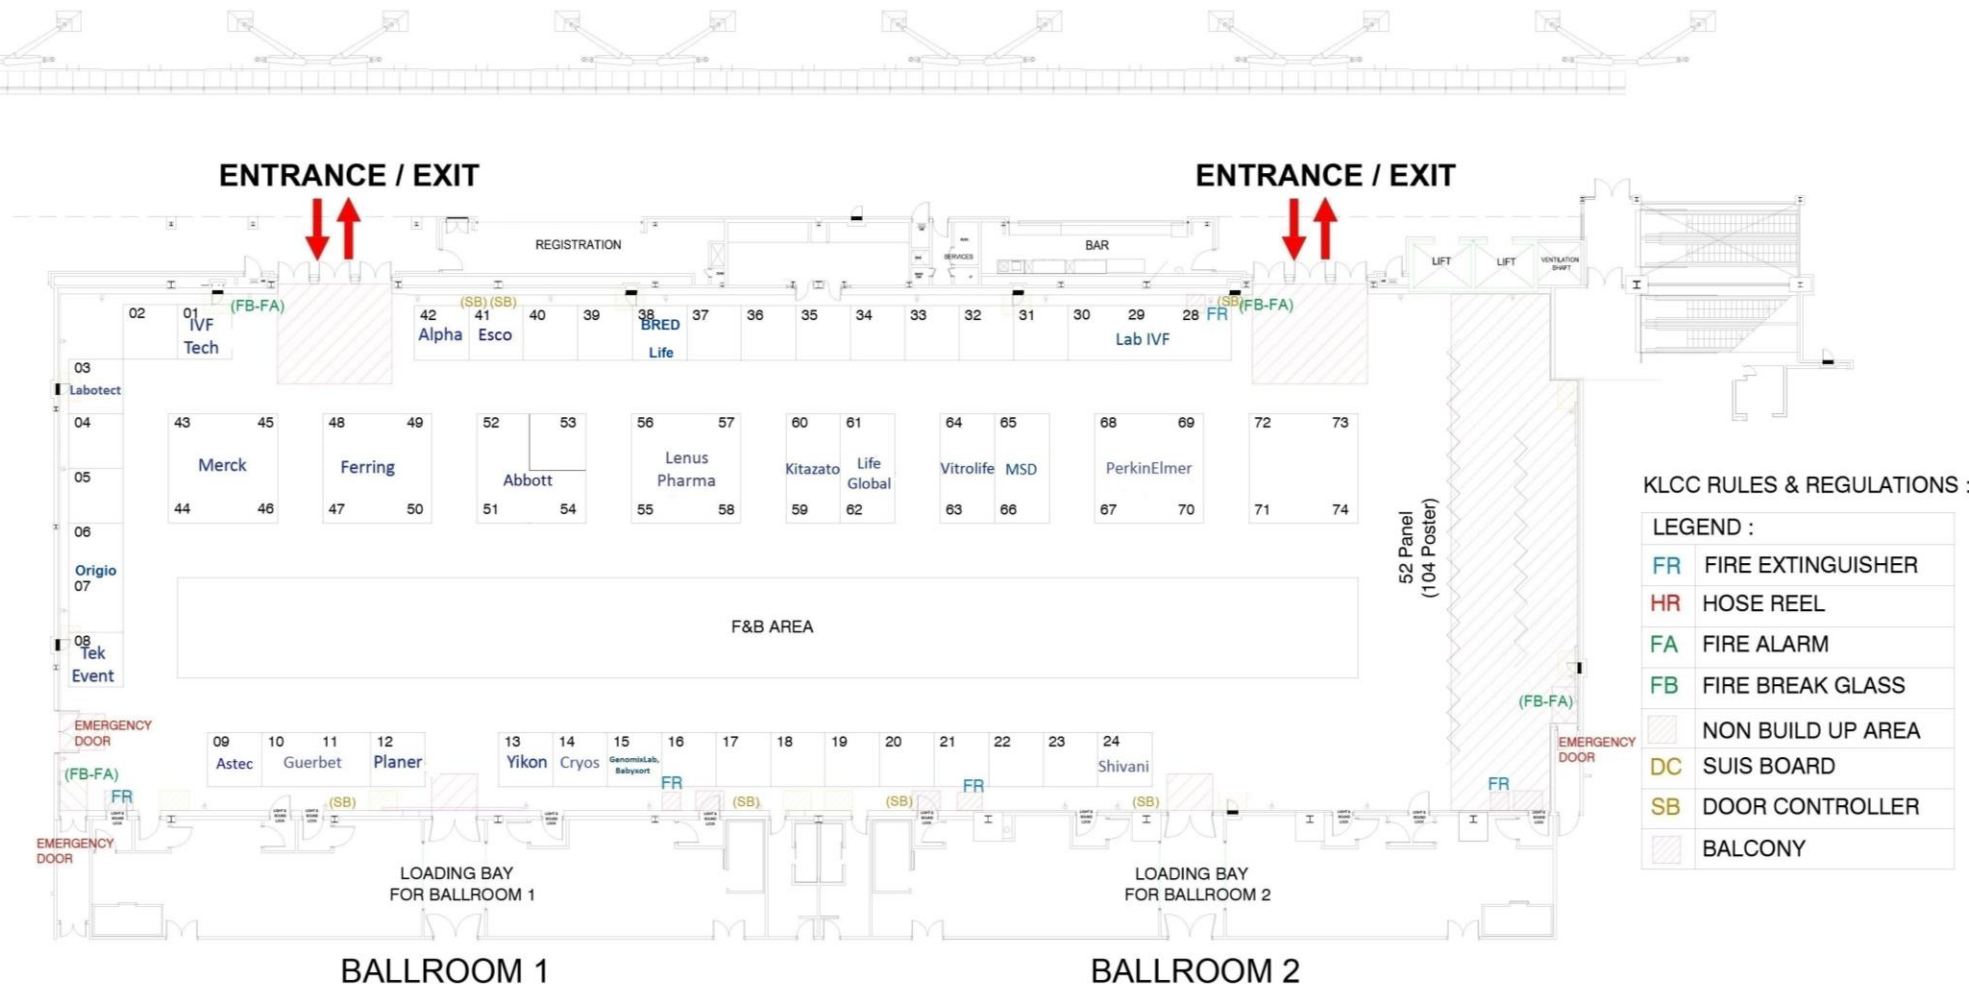 ENTRANCE / EXIT
ENTRANCE / EXIT
REGISTRATION
SERVICES
BAR
LIFT
LIFT
VENTILATION
SHAFT
(FB-FA)
(SB) (SB)
(SB)
(FB-FA)
02
01
IVF
Tech
42
Alpha
41
Esco
40
39
38
BRED
Life
37
36
35
34
33
32
31
30
29
28
FR
Lab IVF
03
Labotect
04
05
06
Origio
07
08
Tek
Event
43
45
Merck
44
46
48
49
Ferring
47
50
52
53
Abbott
51
54
56
57
Lenus
Pharma
55
58
60
Kitazato
59
61
Life
Global
62
64
Vitrolife
63
65
MSD
66
68
69
PerkinElmer
67
70
72
73
71
74
52 Panel
(104 Poster)
F&B AREA
KLCC RULES & REGULATIONS :
LEGEND :
FR FIRE EXTINGUISHER
HR HOSE REEL
FA FIRE ALARM
FB FIRE BREAK GLASS
NON BUILD UP AREA
DC SUIS BOARD
SB DOOR CONTROLLER
BALCONY
EMERGENCY
DOOR
(FB-FA)
FR
EMERGENCY
DOOR
09
Astec
10
11
Guerbet
12
Planer
13
Yikon
14
Cryos
15
GenomixLab,
Babyxort
16
FR
17
18
19
20
21
FR
22
23
24
Shivani
(SB)
(SB)
(SB)
(SB)
FR
(FB-FA)
EMERGENCY
DOOR
LOADING BAY
FOR BALLROOM 1
LOADING BAY
FOR BALLROOM 2
BALLROOM 1
BALLROOM 2